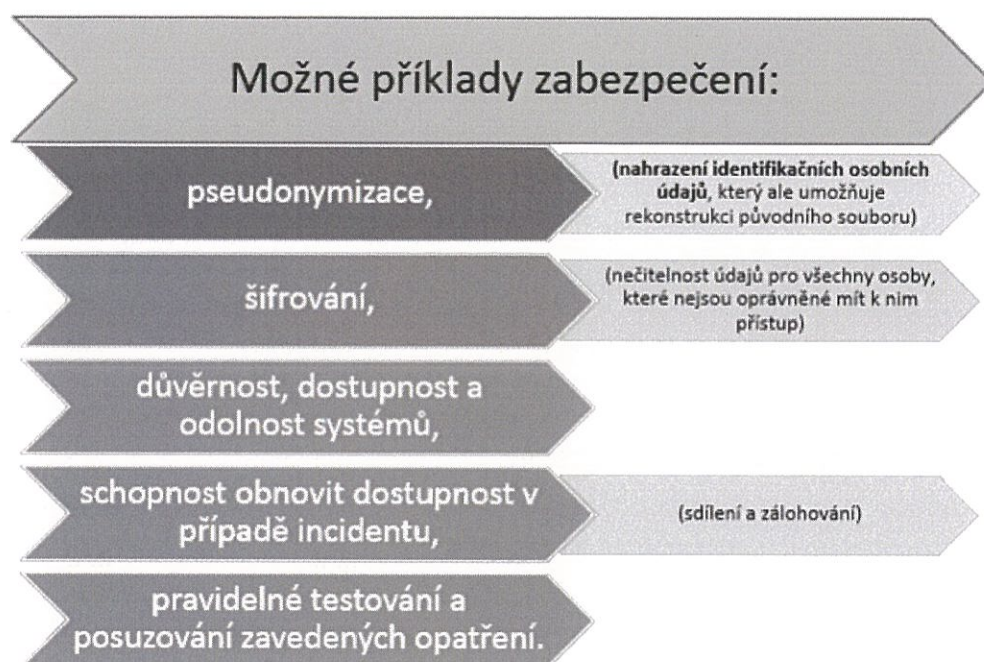 Možné příklady zabezpečení:
pseudonymizace,
(nahrazení identifikačních osobních
údajů, který ale umožňuje
rekonstrukci původního souboru)
šifrování,
(nečitelnost údajů pro všechny osoby,
které nejsou oprávněné mít k nim
přístup)
důvěrnost, dostupnost a
odolnost systémů,
schopnost obnovit dostupnost v
případě incidentu,
(sdílení a zálohování)
pravidelné testování a
posuzování zavedených opatření.